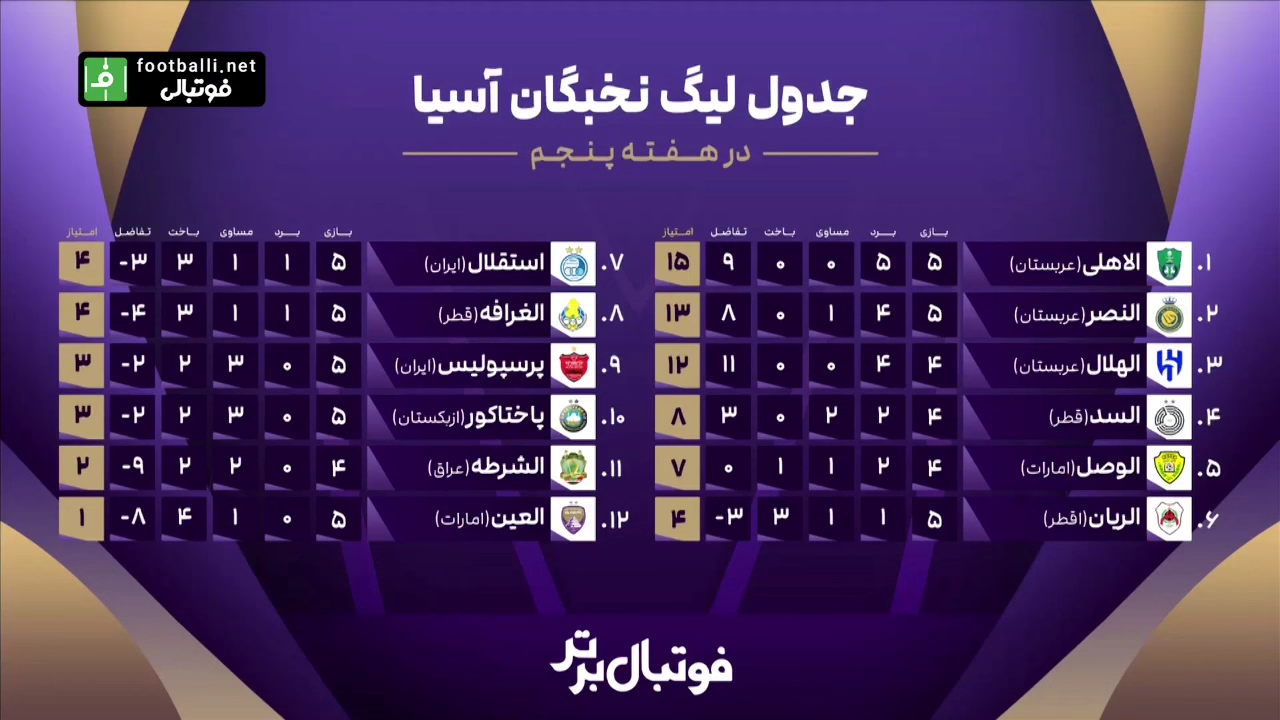 footballi.net
فوتبالی
جدول لیگ نخبگان آسیا
در هفته پنجم
بازی برد مساوی باخت تفاضل امتیاز
۱. الاهلی (عربستان) ۵ ۵ ۰ ۰ ۹ ۱۵
۲. النصر (عربستان) ۵ ۴ ۱ ۰ ۸ ۱۳
۳. الهلال (عربستان) ۴ ۴ ۰ ۰ ۱۱ ۱۲
۴. السد (قطر) ۴ ۲ ۲ ۰ ۳ ۸
۵. الوصل (امارات) ۴ ۲ ۱ ۱ ۰ ۷
۶. الریان (اقطر) ۵ ۱ ۱ ۳ ۳- ۴
بازی برد مساوی باخت تفاضل امتیاز
۷. استقلال (ایران) ۵ ۱ ۱ ۳ ۳- ۴
۸. الغرافه (قطر) ۵ ۱ ۱ ۳ ۴- ۴
۹. پرسپولیس (ایران) ۵ ۰ ۳ ۲ ۲- ۳
۱۰. پاختاکور (ازبکستان) ۵ ۰ ۳ ۲ ۲- ۳
۱۱. الشرطه (عراق) ۴ ۰ ۲ ۲ ۹- ۲
۱۲. العین (امارات) ۵ ۰ ۱ ۴ ۸- ۱
فوتبال برتر